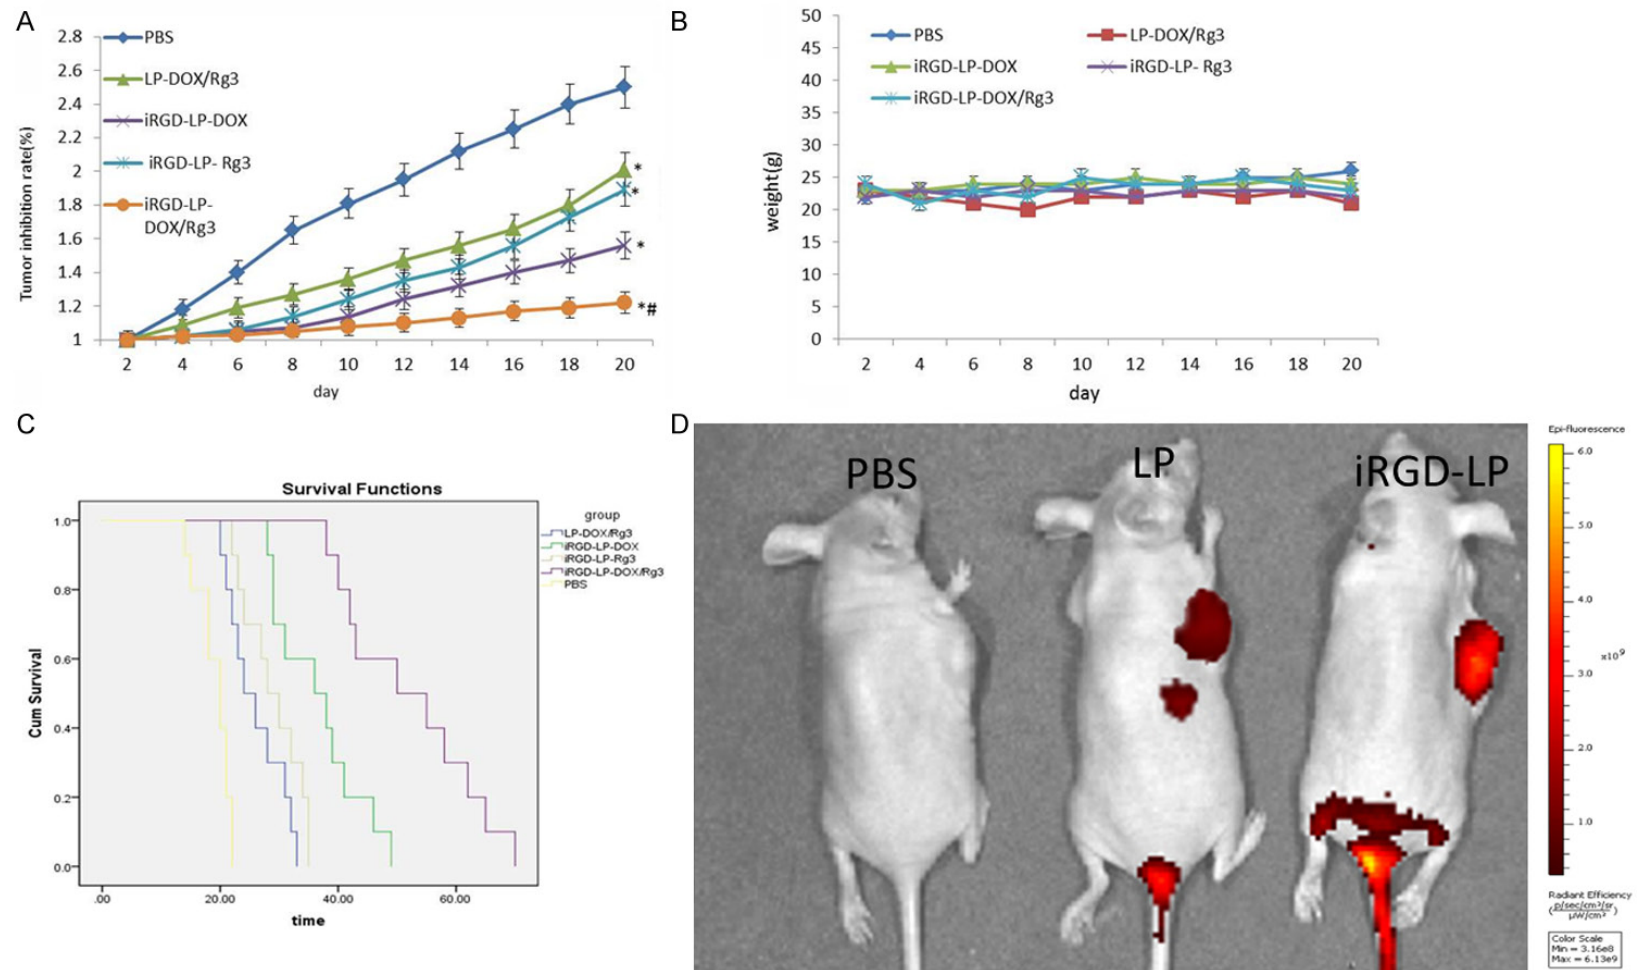 A
Tumor inhibition rate(%)
2.8
2.6
2.4
2.2
2
1.8
1.6
1.4
1.2
1
PBS
LP-DOX/Rg3
iRGD-LP-DOX
iRGD-LP- Rg3
iRGD-LP-
DOX/Rg3
*
*
*
*#
2 4 6 8 10 12 14 16 18 20
day
B
weight(g)
50
45
40
35
30
25
20
15
10
5
0
PBS LP-DOX/Rg3
iRGD-LP-DOX iRGD-LP- Rg3
iRGD-LP-DOX/Rg3
2 4 6 8 10 12 14 16 18 20
day
C
Survival Functions
Cum Survival
1.0
0.8
0.6
0.4
0.2
0.0
group
LP-DOX/Rg3
iRGD-LP-DOX
iRGD-LP-Rg3
iRGD-LP-DOX/Rg3
PBS
.00 20.00 40.00 60.00
time
D
PBS LP iRGD-LP
Epi-fluorescence
6.0
5.0
4.0
x10⁹
3.0
2.0
1.0
Radiant Efficiency
(p/sec/cm²/sr
µW/cm²)
Color Scale
Min = 3.16e8
Max = 6.13e9